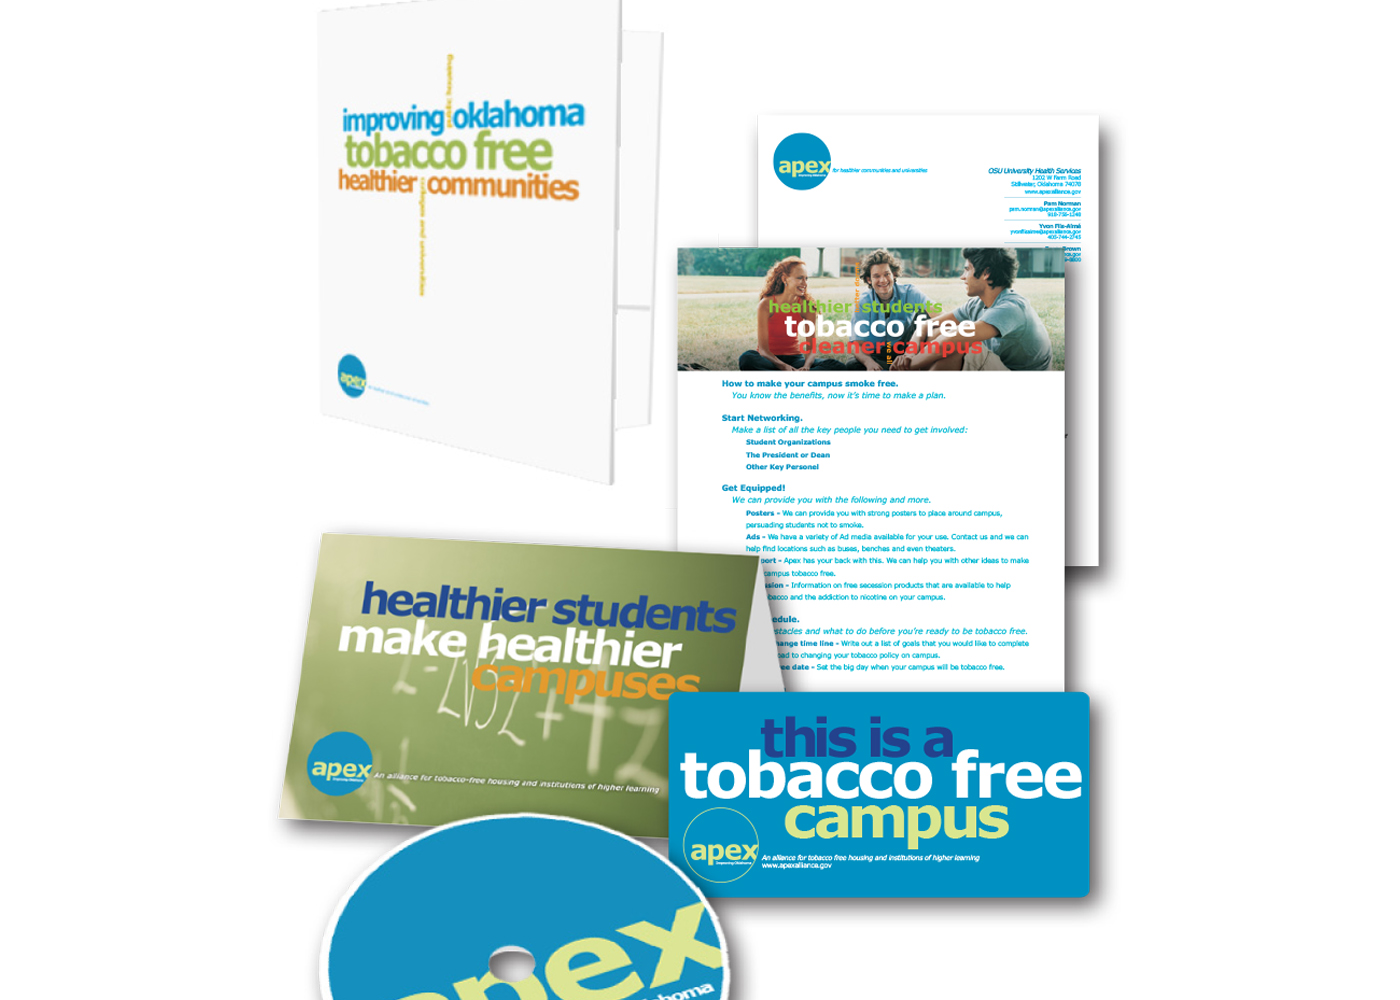 improving oklahoma
tobacco free
healthier communities
colleges and universities
apex
apex
for healthier communities and universities
OSU University Health Services
1202 W Farm Road
Stillwater, Oklahoma 74078
www.apexalliance.gov
Pam Norman
pam.norman@apexalliance.gov
918-756-1248
Yvon Fils-Aimé
yvonfilsaime@apexalliance.gov
405-744-2743
Brown
healthier students
tobacco free
cleaner campus
we all
How to make your campus smoke free.
You know the benefits, now it's time to make a plan.
Start Networking.
Make a list of all the key people you need to get involved:
Student Organizations
The President or Dean
Other Key Personel
Get Equipped!
We can provide you with the following and more.
Posters - We can provide you with strong posters to place around campus,
persuading students not to smoke.
Ads - We have a variety of Ad media available for your use. Contact us and we can
help find locations such as buses, benches and even theaters.
port - Apex has your back with this. We can help you with other ideas to make
campus tobacco free.
ssion - Information on free secession products that are available to help
bacco and the addiction to nicotine on your campus.
edule.
stacles and what to do before you're ready to be tobacco free.
hange time line - Write out a list of goals that you would like to complete
oad to changing your tobacco policy on campus.
ree date - Set the big day when your campus will be tobacco free.
healthier students
make healthier
campuses
apex
An alliance for tobacco-free housing and institutions of higher learning
this is a
tobacco free
campus
apex
Improving Oklahoma
An alliance for tobacco free housing and institutions of higher learning
www.apexalliance.gov
apex
lahoma